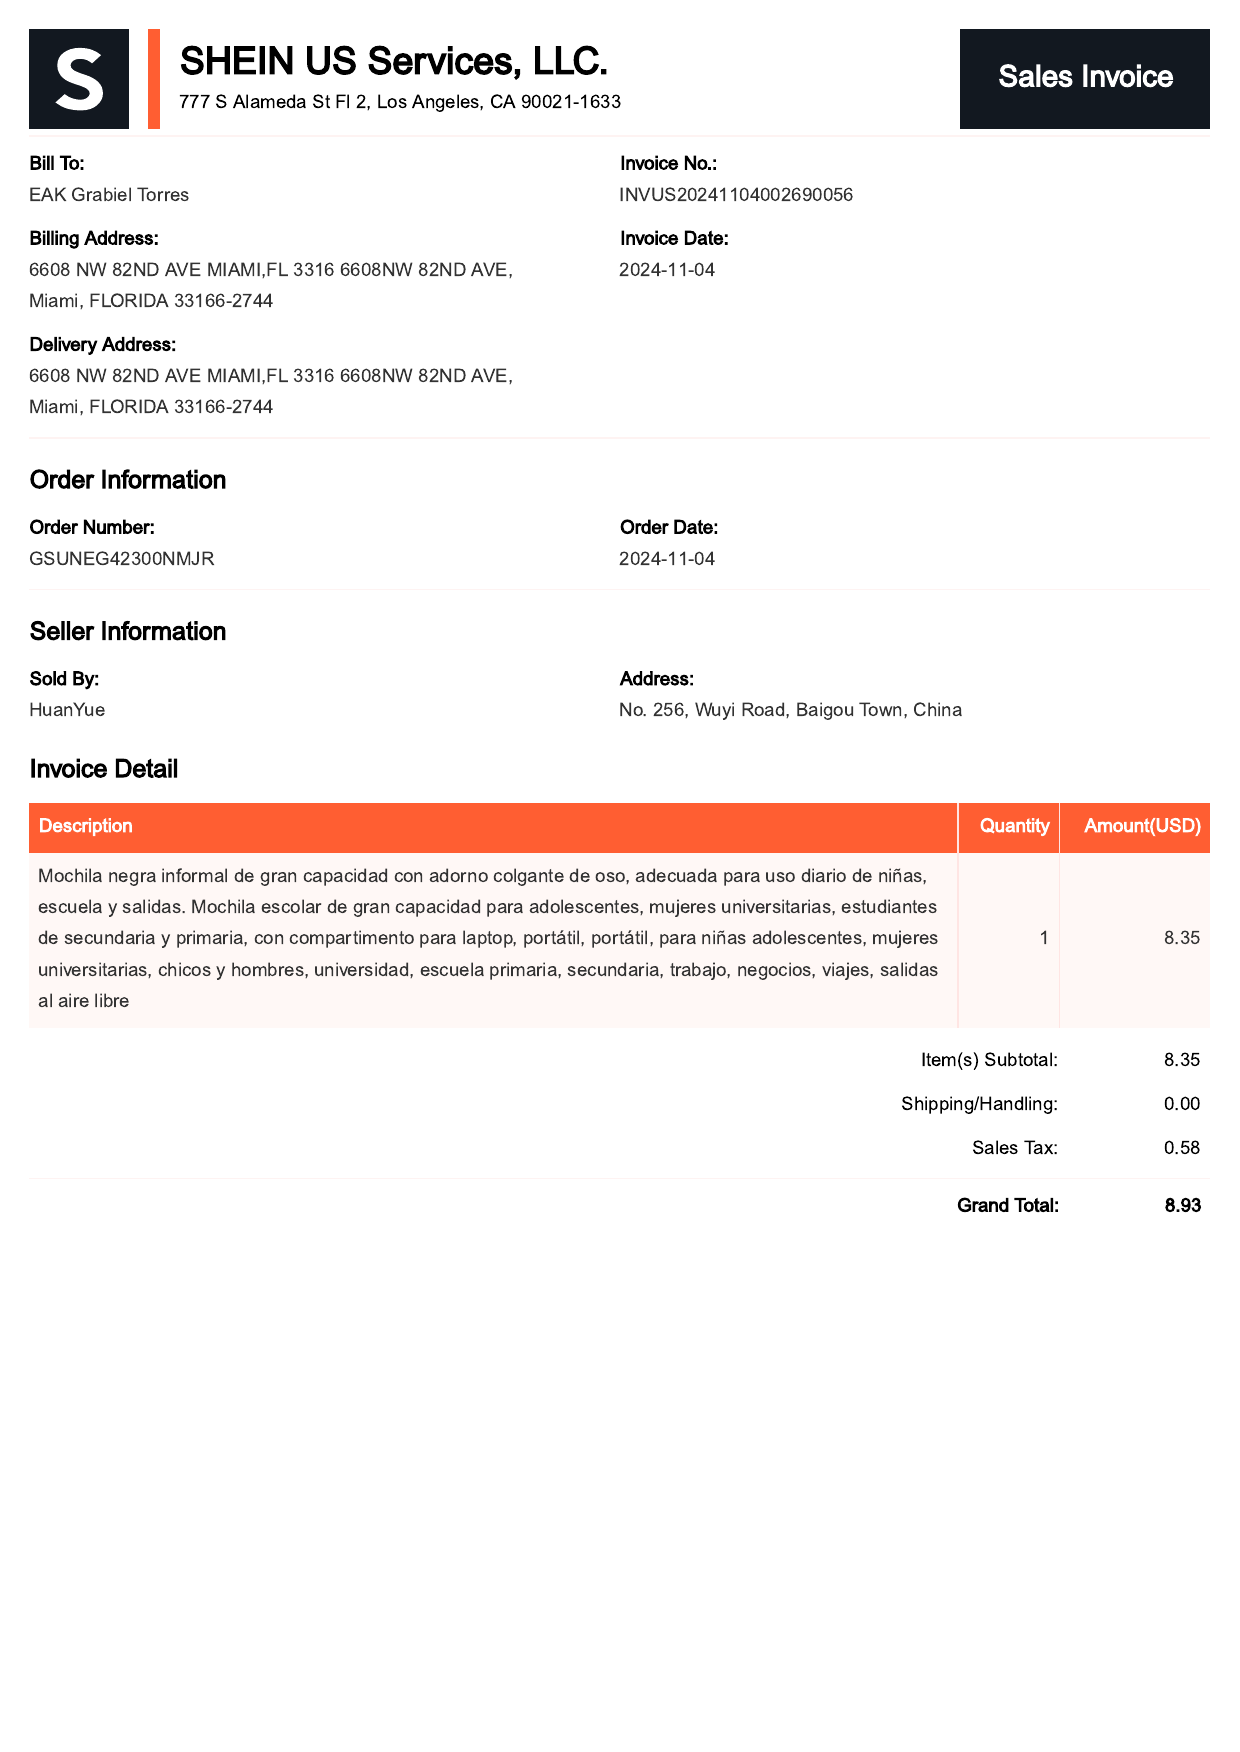 S
SHEIN US Services, LLC.
777 S Alameda St Fl 2, Los Angeles, CA 90021-1633
Sales Invoice
Bill To:
EAK Grabiel Torres
Invoice No.:
INVUS20241104002690056
Billing Address:
6608 NW 82ND AVE MIAMI,FL 3316 6608NW 82ND AVE,
Miami, FLORIDA 33166-2744
Invoice Date:
2024-11-04
Delivery Address:
6608 NW 82ND AVE MIAMI,FL 3316 6608NW 82ND AVE,
Miami, FLORIDA 33166-2744
Order Information
Order Number:
GSUNEG42300NMJR
Order Date:
2024-11-04
Seller Information
Sold By:
HuanYue
Address:
No. 256, Wuyi Road, Baigou Town, China
Invoice Detail
Description Quantity Amount(USD)
Mochila negra informal de gran capacidad con adorno colgante de oso, adecuada para uso diario de niñas,
escuela y salidas. Mochila escolar de gran capacidad para adolescentes, mujeres universitarias, estudiantes
de secundaria y primaria, con compartimento para laptop, portátil, portátil, para niñas adolescentes, mujeres
universitarias, chicos y hombres, universidad, escuela primaria, secundaria, trabajo, negocios, viajes, salidas
al aire libre
1 8.35
Item(s) Subtotal: 8.35
Shipping/Handling: 0.00
Sales Tax: 0.58
Grand Total: 8.93